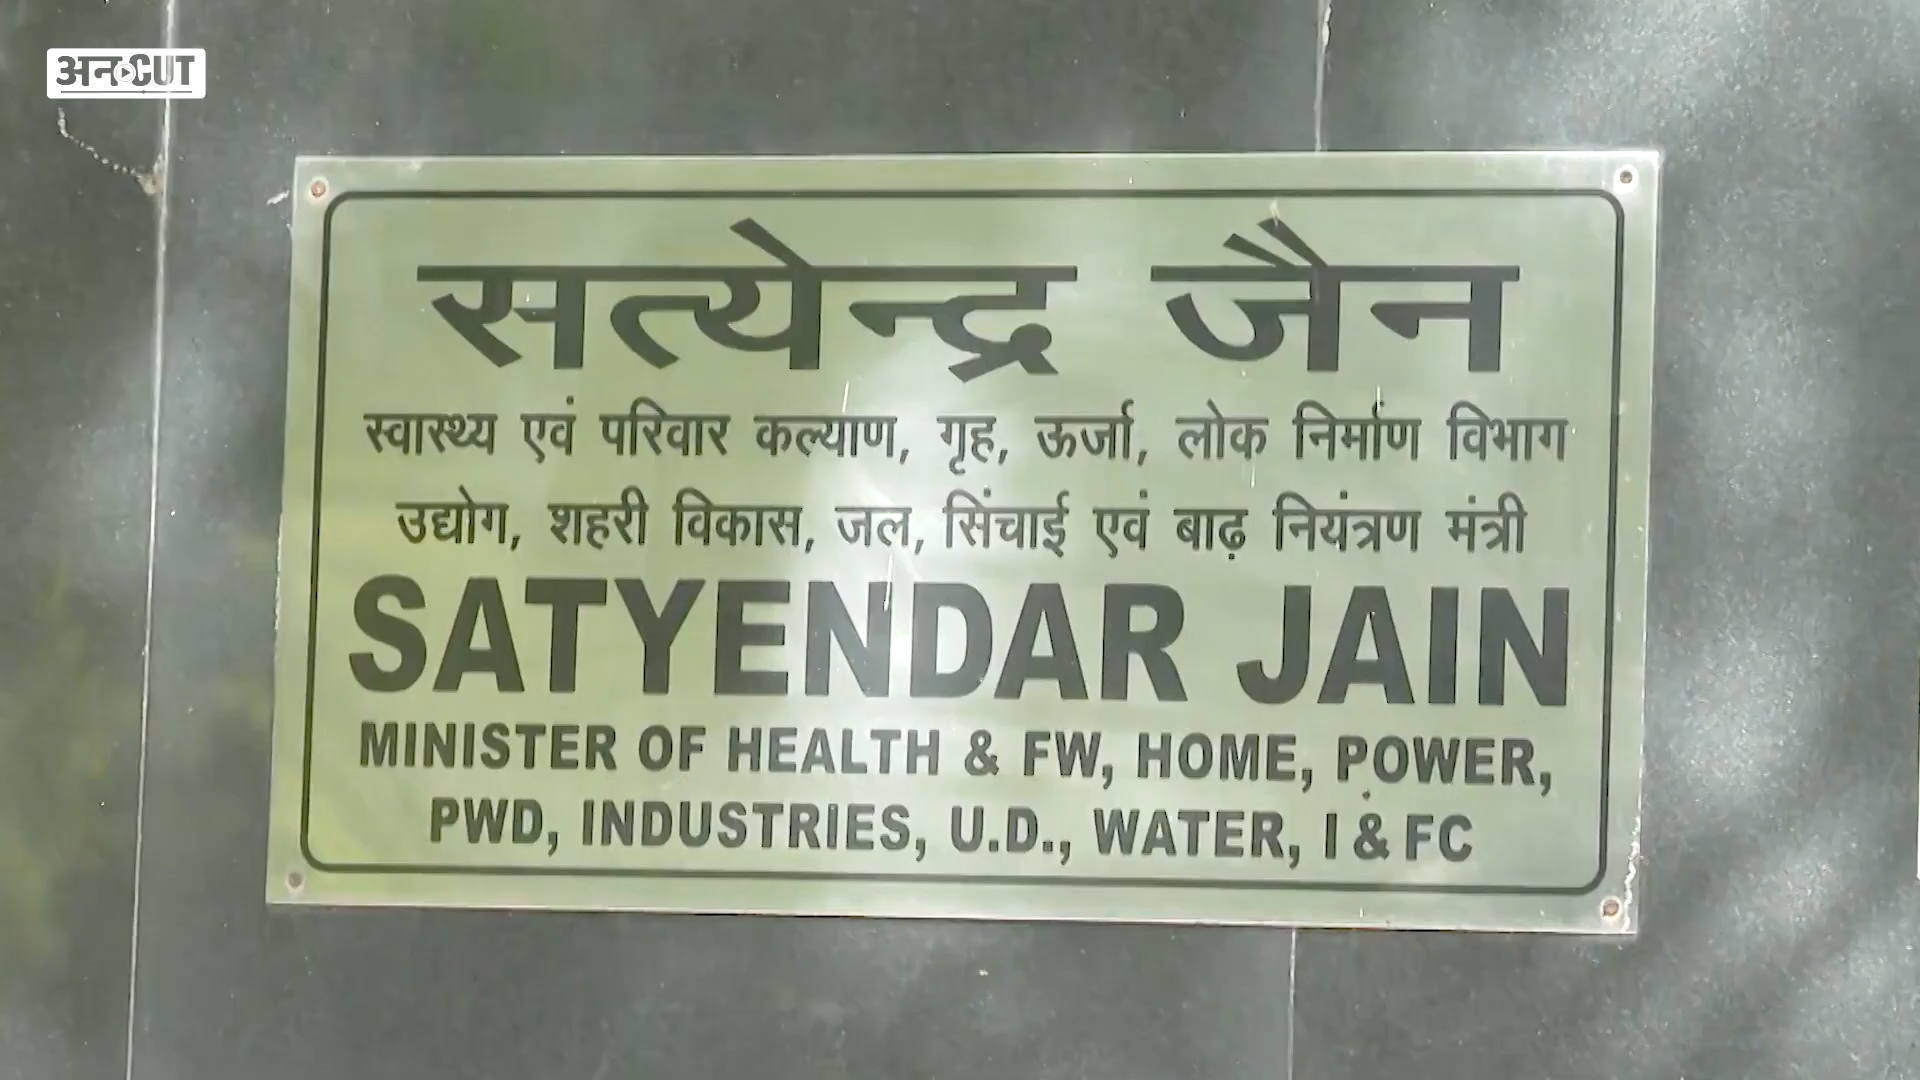 अनCUT
सत्येन्द्र जैन
स्वास्थ्य एवं परिवार कल्याण, गृह, ऊर्जा, लोक निर्माण विभाग
उद्योग, शहरी विकास, जल, सिंचाई एवं बाढ़ नियंत्रण मंत्री
SATYENDAR JAIN
MINISTER OF HEALTH & FW, HOME, POWER,
PWD, INDUSTRIES, U.D., WATER, I & FC